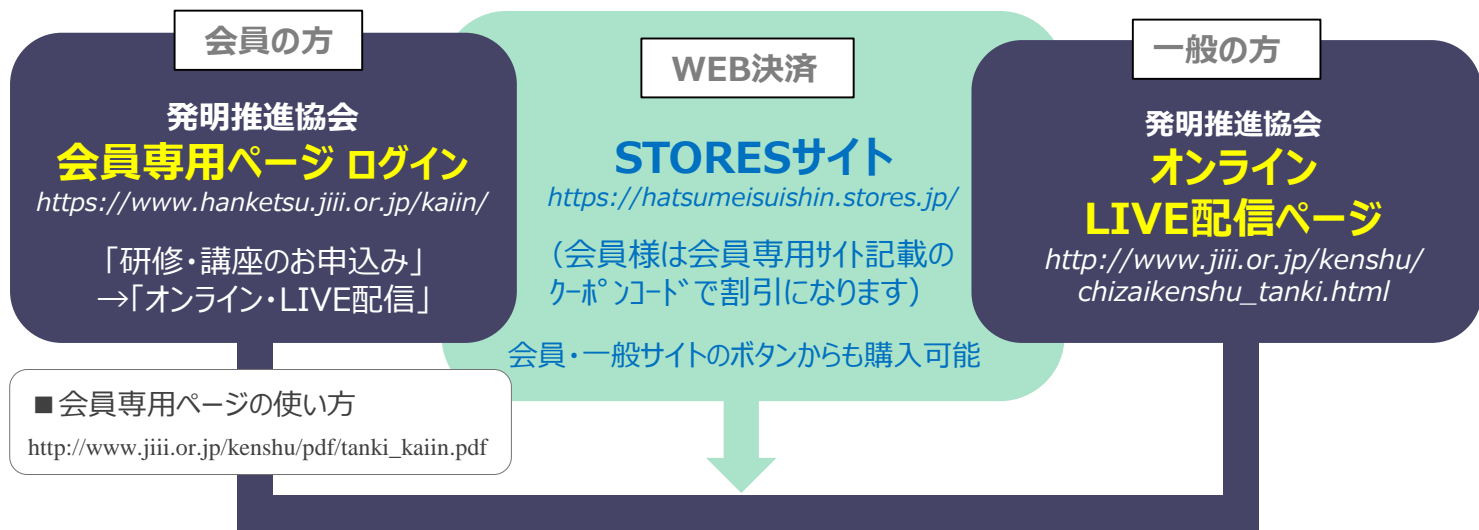 会員の方
発明推進協会
会員専用ページ ログイン
https://www.hanketsu.jiii.or.jp/kaiin/
「研修・講座のお申込み」
→「オンライン・LIVE配信」
■会員専用ページの使い方
http://www.jiii.or.jp/kenshu/pdf/tanki_kaiin.pdf
WEB決済
STORESサイト
https://hatsumeisuishin.stores.jp/
（会員様は会員専用ｻｲﾄ記載の
ｸｰﾎﾟﾝｺｰﾄﾞで割引になります）
会員・一般サイトのボタンからも購入可能
一般の方
発明推進協会
オンライン
LIVE配信ページ
http://www.jiii.or.jp/kenshu/
chizaikenshu_tanki.html